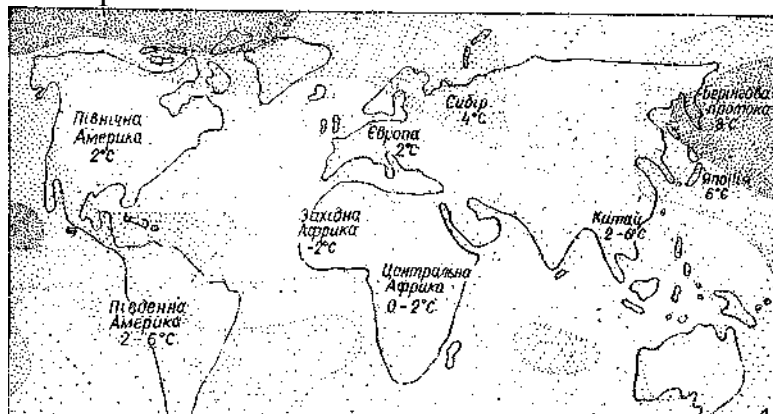 Північна
Америка
2°С
Сибір
4°С
Берінгова
протока
8°С
Європа
2°С
Японія
6°С
Західна
Африка
-2°С
Китай
2-6°С
Центральна
Африка
0-2°С
Південна
Америка
2-6°С